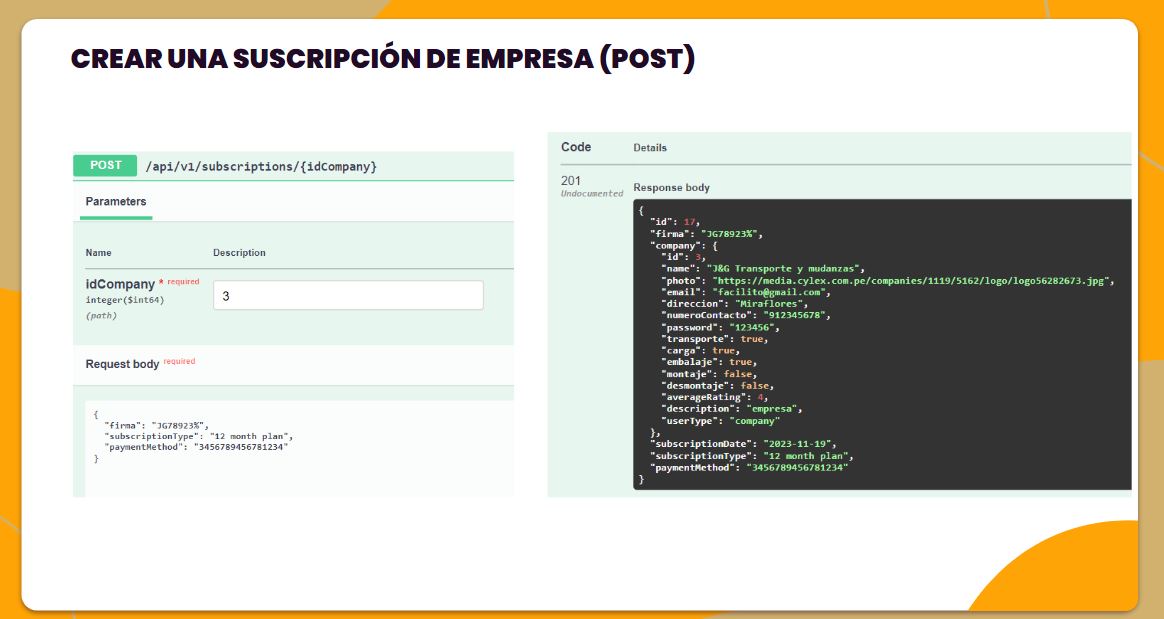 CREAR UNA SUSCRIPCIÓN DE EMPRESA (POST)
POST /api/v1/subscriptions/{idCompany}
Parameters
Name Description
idCompany * required
integer($int64)
(path)
3
Request body required
{
"firma": "JG78923%",
"subscriptionType": "12 month plan",
"paymentMethod": "3456789456781234"
}
Code Details
201
Undocumented
Response body
{
"id": 17,
"firma": "JG78923%",
"company": {
"id": 3,
"name": "J&G Transporte y mudanzas",
"photo": "https://media.cylex.com.pe/companies/1119/5162/logo/logo56282673.jpg",
"email": "facilito@gmail.com",
"direccion": "Miraflores",
"numeroContacto": "912345678",
"password": "123456",
"transporte": true,
"carga": true,
"embalaje": true,
"montaje": false,
"desmontaje": false,
"averageRating": 4,
"description": "empresa",
"userType": "company"
},
"subscriptionDate": "2023-11-19",
"subscriptionType": "12 month plan",
"paymentMethod": "3456789456781234"
}